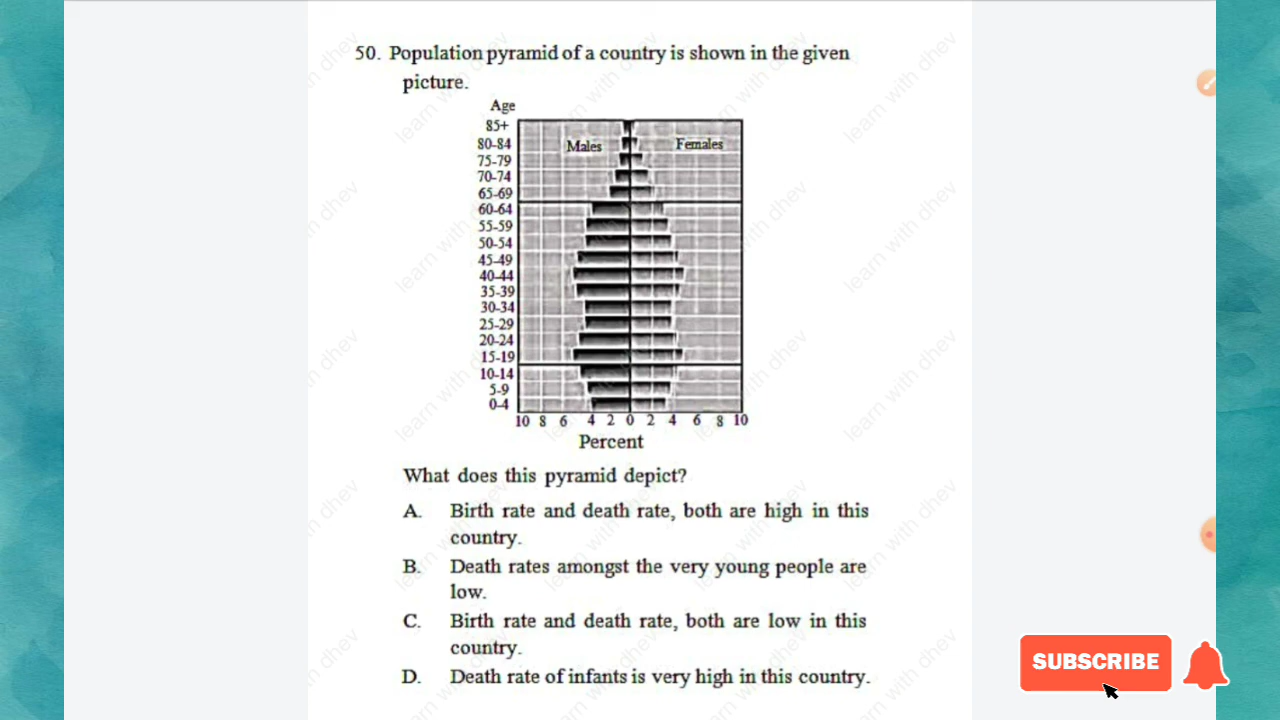 50. Population pyramid of a country is shown in the given
picture.
Age
85+
80-84
75-79
70-74
65-69
60-64
55-59
50-54
45-49
40-44
35-39
30-34
25-29
20-24
15-19
10-14
5-9
0-4
Males Females
10 8 6 4 2 0 2 4 6 8 10
Percent
What does this pyramid depict?
A. Birth rate and death rate, both are high in this
country.
B. Death rates amongst the very young people are
low.
C. Birth rate and death rate, both are low in this
country.
D. Death rate of infants is very high in this country.
SUBSCRIBE
learn with dhev